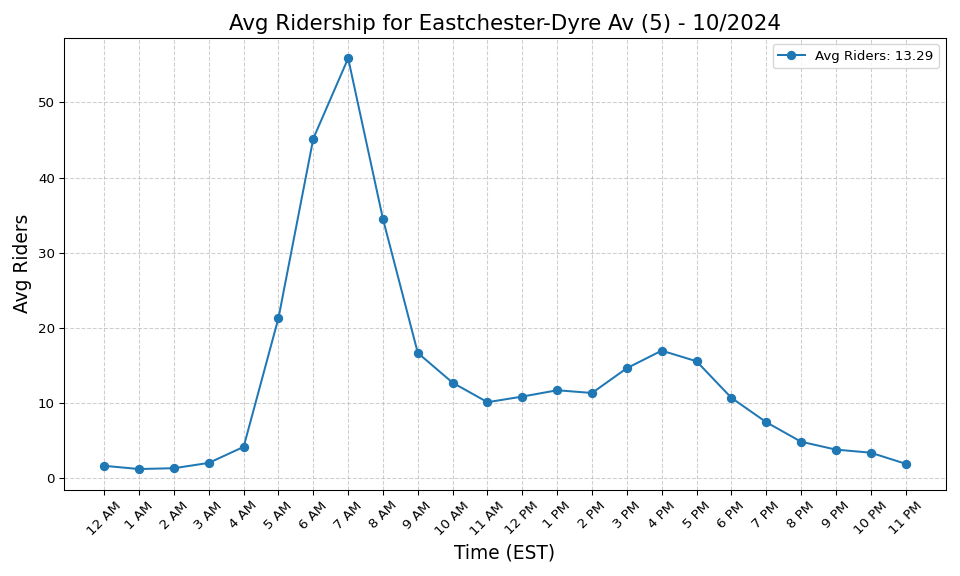 Avg Ridership for Eastchester-Dyre Av (5) - 10/2024
Avg Riders: 13.29
Avg Riders
50
40
30
20
10
0
12 AM
1 AM
2 AM
3 AM
4 AM
5 AM
6 AM
7 AM
8 AM
9 AM
10 AM
11 AM
12 PM
1 PM
2 PM
3 PM
4 PM
5 PM
6 PM
7 PM
8 PM
9 PM
10 PM
11 PM
Time (EST)